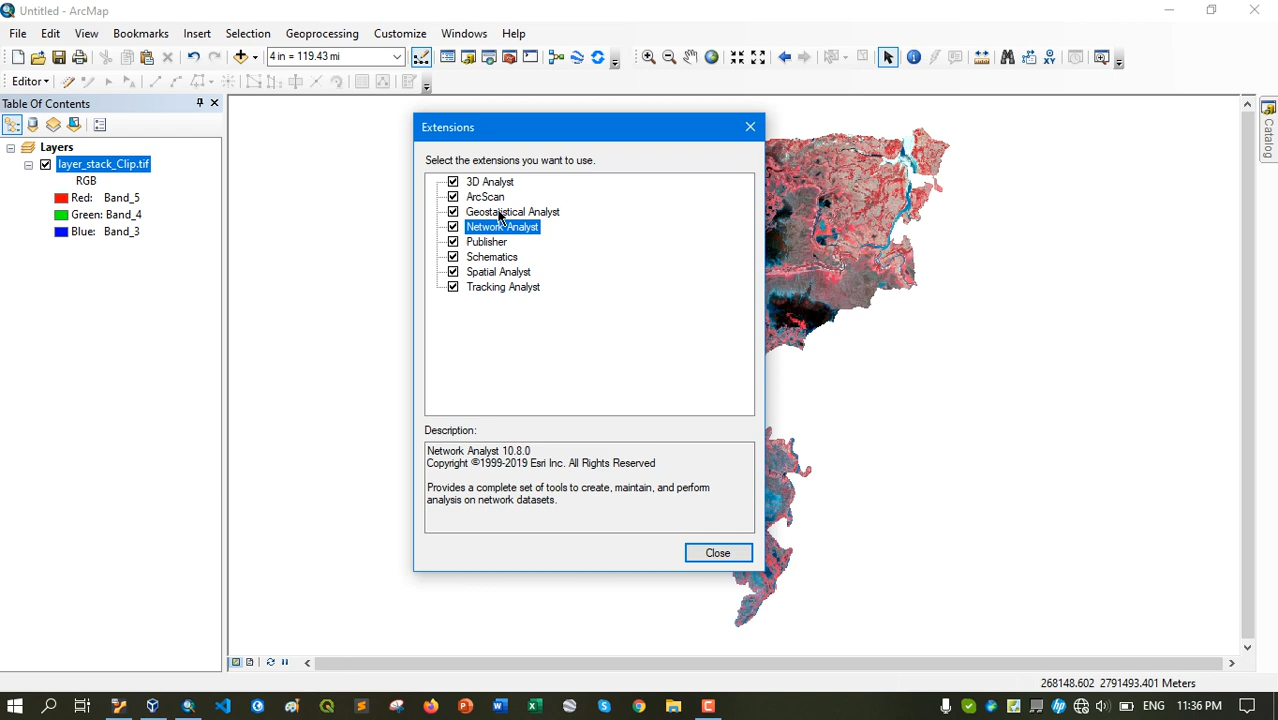 Untitled - ArcMap
File Edit View Bookmarks Insert Selection Geoprocessing Customize Windows Help
4 in = 119.43 mi
Editor
Table Of Contents
Layers
layer_stack_Clip.tif
RGB
Red: Band_5
Green: Band_4
Blue: Band_3
Catalog
Extensions
Select the extensions you want to use.
3D Analyst
ArcScan
Geostatistical Analyst
Network Analyst
Publisher
Schematics
Spatial Analyst
Tracking Analyst
Description:
Network Analyst 10.8.0
Copyright ©1999-2019 Esri Inc. All Rights Reserved
Provides a complete set of tools to create, maintain, and perform
analysis on network datasets.
Close
268148.602 2791493.401 Meters
ENG 11:36 PM